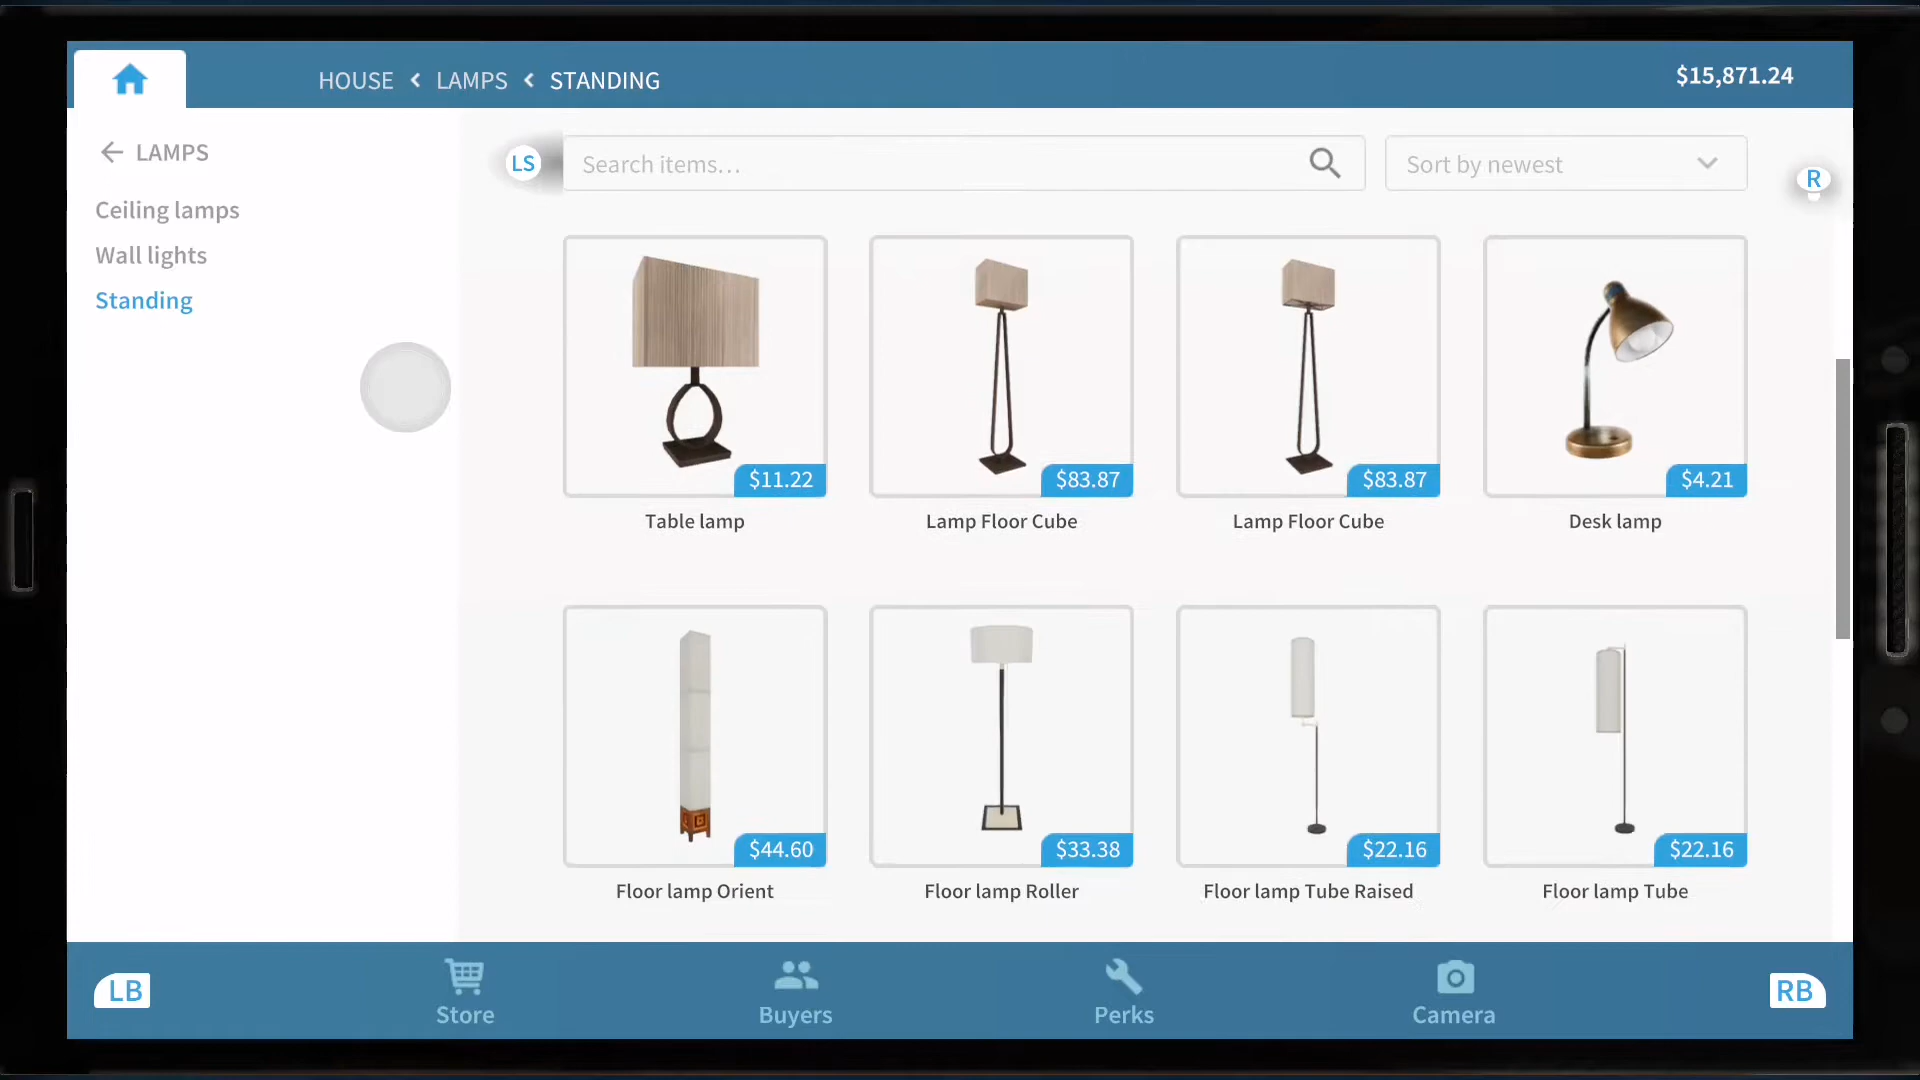 HOUSE LAMPS STANDING
$15,871.24
LAMPS
Ceiling lamps
Wall lights
Standing
LS
Search items...
Sort by newest
R
$11.22
$83.87
$83.87
$4.21
Table lamp
Lamp Floor Cube
Lamp Floor Cube
Desk lamp
$44.60
$33.38
$22.16
$22.16
Floor lamp Orient
Floor lamp Roller
Floor lamp Tube Raised
Floor lamp Tube
LB
Store
Buyers
Perks
Camera
RB